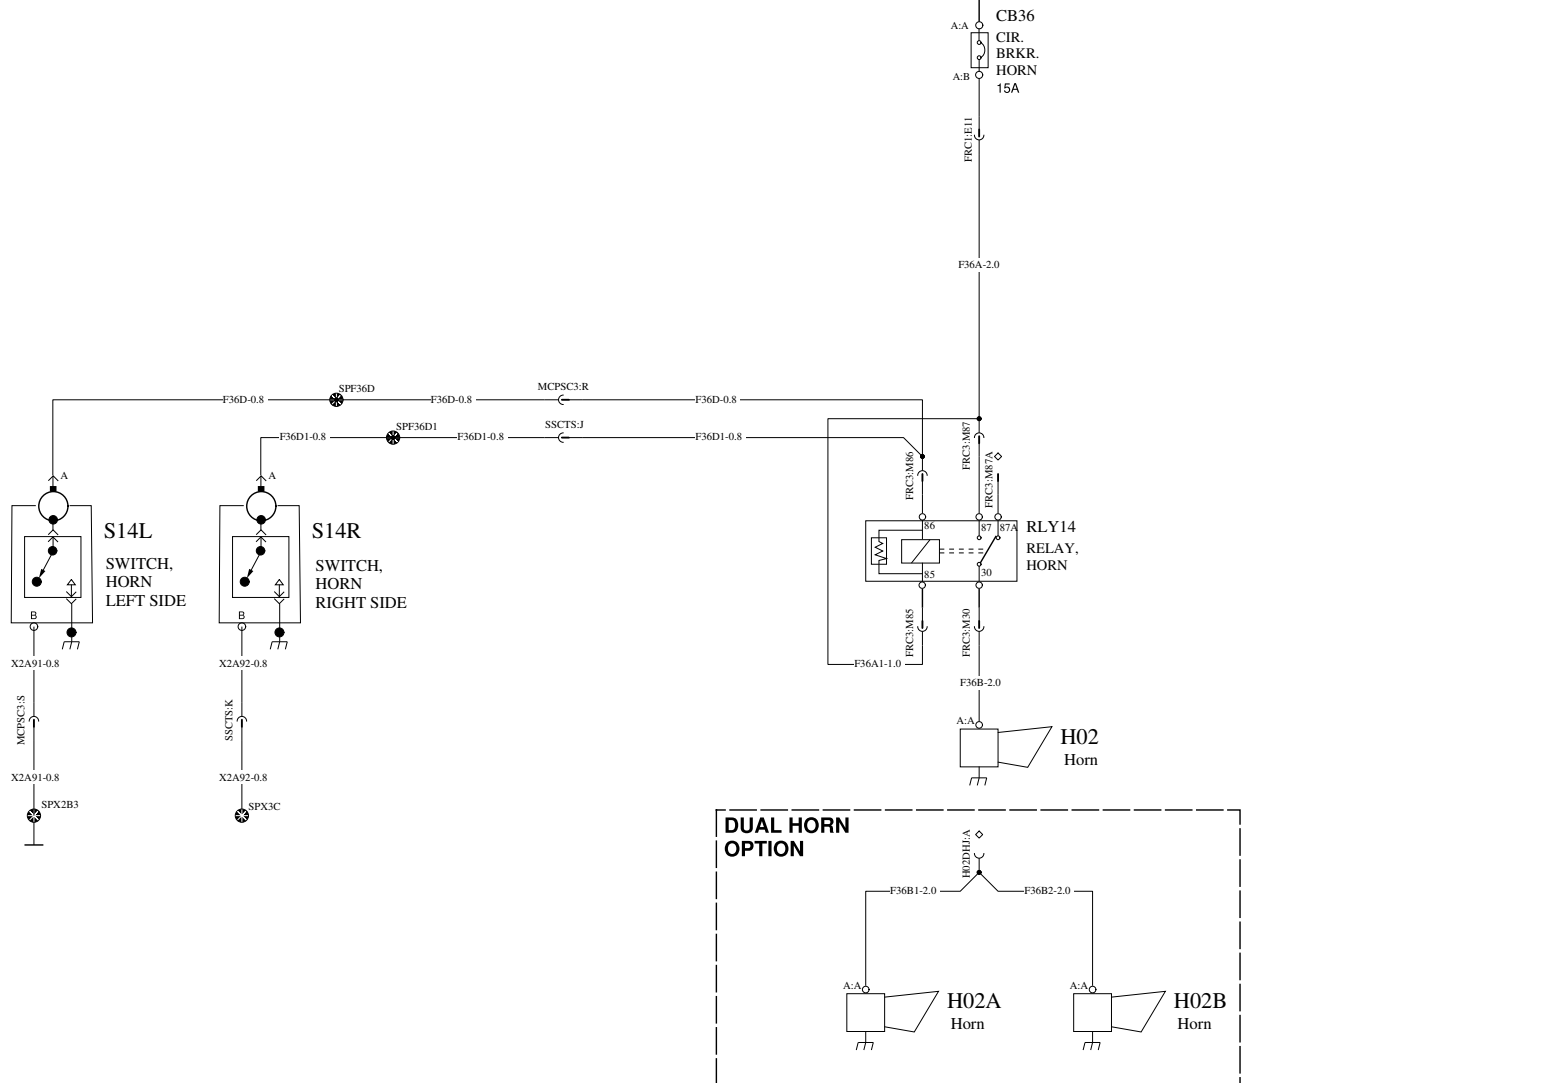 CB36
A:A
CIR.
BRKR.
HORN
A:B
15A
FRC1:E11
F36A-2.0
SPF36D
MCPSC3:R
F36D-0.8
F36D-0.8
F36D-0.8
SPF36D1
SSCTS:J
F36D1-0.8
F36D1-0.8
F36D1-0.8
FRC3:M86
FRC3:M87
FRC3:M87A
A
A
S14L
SWITCH,
HORN
LEFT SIDE
S14R
SWITCH,
HORN
RIGHT SIDE
86
87
87A
RLY14
RELAY,
HORN
85
30
B
B
FRC3:M85
FRC3:M30
X2A91-0.8
X2A92-0.8
F36A1-1.0
F36B-2.0
MCPSC3:S
SSCTS:K
A:A
H02
Horn
X2A91-0.8
X2A92-0.8
SPX2B3
SPX3C
DUAL HORN
OPTION
H02DHJ:A
F36B1-2.0
F36B2-2.0
A:A
H02A
Horn
A:A
H02B
Horn